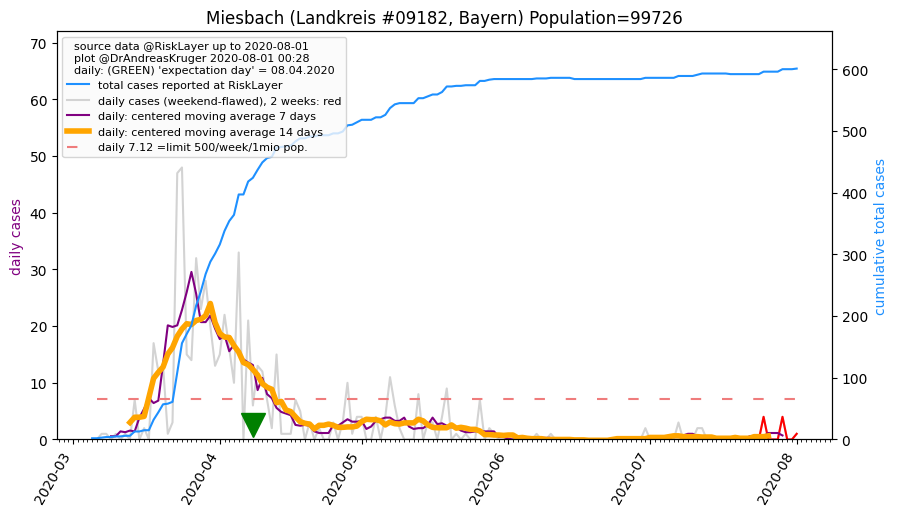 Miesbach (Landkreis #09182, Bayern) Population=99726
source data @RiskLayer up to 2020-08-01
plot @DrAndreasKruger 2020-08-01 00:28
daily: (GREEN) 'expectation day' = 08.04.2020
total cases reported at RiskLayer
daily cases (weekend-flawed), 2 weeks: red
daily: centered moving average 7 days
daily: centered moving average 14 days
daily 7.12 =limit 500/week/1mio pop.
daily cases
70
60
50
40
30
20
10
0
cumulative total cases
600
500
400
300
200
100
0
2020-03
2020-04
2020-05
2020-06
2020-07
2020-08